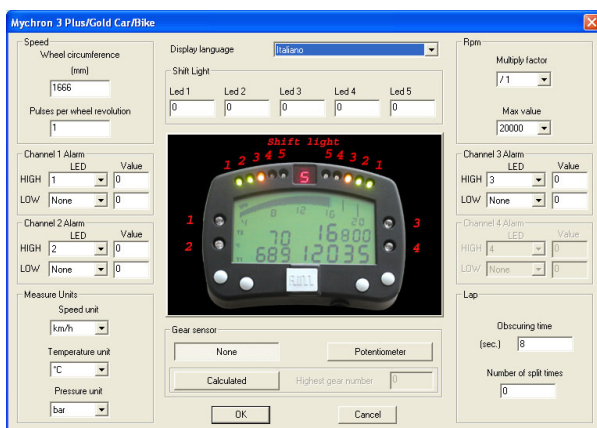 Mychron 3 Plus/Gold Car/Bike
Speed
Wheel circumference
(mm)
1666
Pulses per wheel revolution
1
Display language
Italiano
Shift Light
Led 1 Led 2 Led 3 Led 4 Led 5
0 0 0 0 0
Rpm
Multiply factor
/ 1
Max value
20000
Channel 1 Alarm
LED Value
HIGH 1 0
LOW None 0
Channel 2 Alarm
LED Value
HIGH 2 0
LOW None 0
Shift light
1 2 3 4 5 5 4 3 2 1
S
8 12 16
4 20
70 16800
689 12035
1 3
2 4
Channel 3 Alarm
LED Value
HIGH 3 0
LOW None 0
Channel 4 Alarm
LED Value
HIGH 4 0
LOW None 0
Measure Units
Speed unit
km/h
Temperature unit
°C
Pressure unit
bar
Gear sensor
None Potentiometer
Calculated Highest gear number 0
OK Cancel
Lap
Obscuring time
(sec.) 8
Number of split times
0